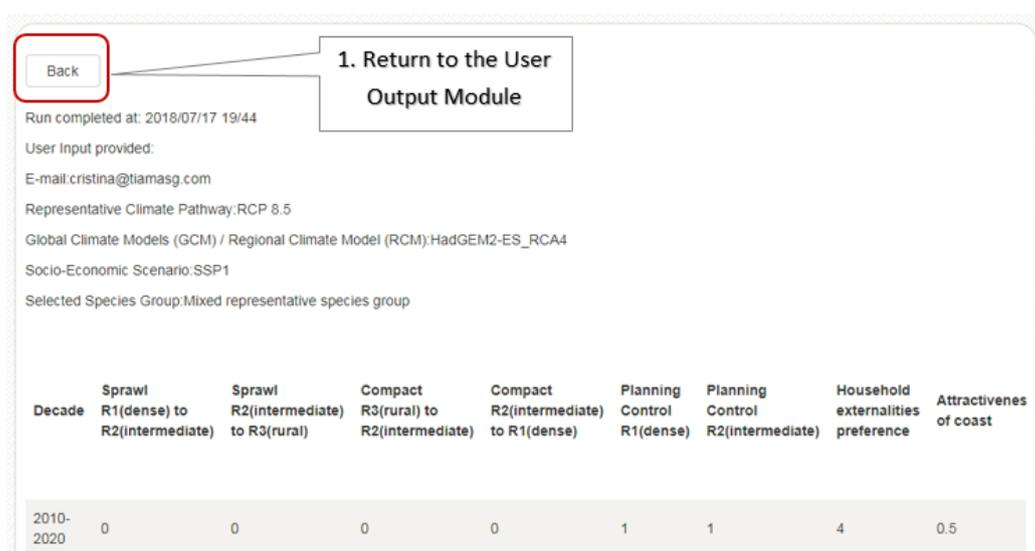 Back
1. Return to the User
Output Module
Run completed at: 2018/07/17 19/44
User Input provided:
E-mail:cristina@tiamasg.com
Representative Climate Pathway:RCP 8.5
Global Climate Models (GCM) / Regional Climate Model (RCM):HadGEM2-ES_RCA4
Socio-Economic Scenario:SSP1
Selected Species Group:Mixed representative species group
Decade
Sprawl
R1(dense) to
R2(intermediate)
Sprawl
R2(intermediate)
to R3(rural)
Compact
R3(rural) to
R2(intermediate)
Compact
R2(intermediate)
to R1(dense)
Planning
Control
R1(dense)
Planning
Control
R2(intermediate)
Household
externalities
preference
Attractivenes
of coast
2010-
2020
0
0
0
0
1
1
4
0.5